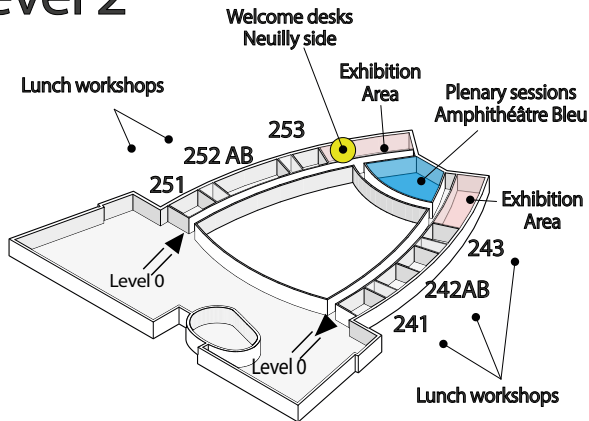 Level 2
Welcome desks
Neuilly side
Exhibition
Area
Lunch workshops
Plenary sessions
Amphithéâtre Bleu
253
252 AB
251
Exhibition
Area
Level 0
243
242AB
241
Level 0
Lunch workshops